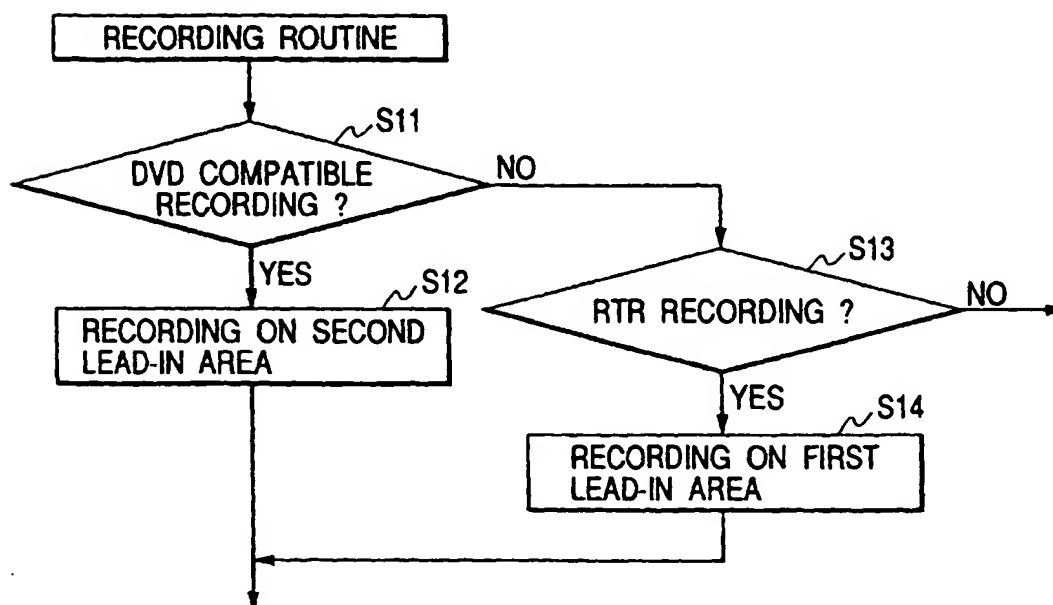 RECORDING ROUTINE
S11
DVD COMPATIBLE
RECORDING ?
NO
YES
S12
RECORDING ON SECOND
LEAD-IN AREA
S13
RTR RECORDING ?
NO
YES
S14
RECORDING ON FIRST
LEAD-IN AREA